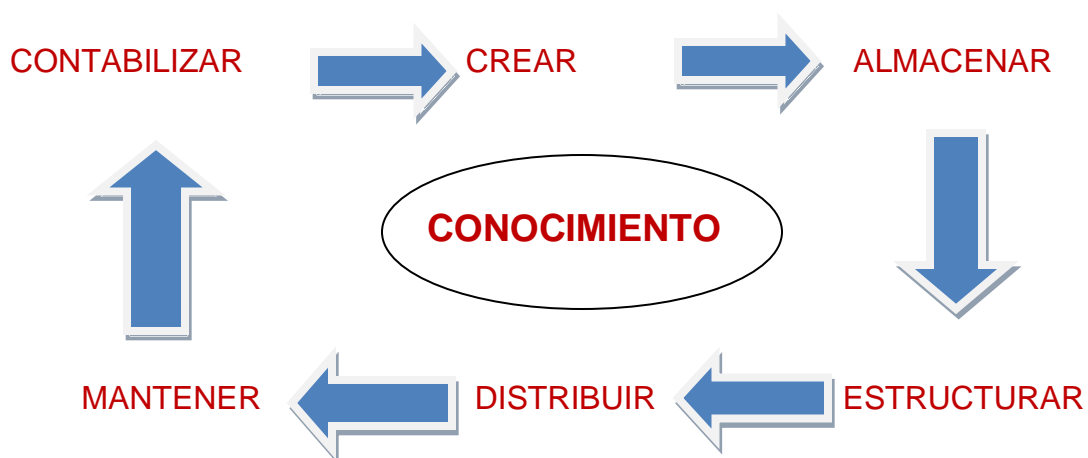 CONTABILIZAR CREAR ALMACENAR
CONOCIMIENTO
MANTENER DISTRIBUIR ESTRUCTURAR